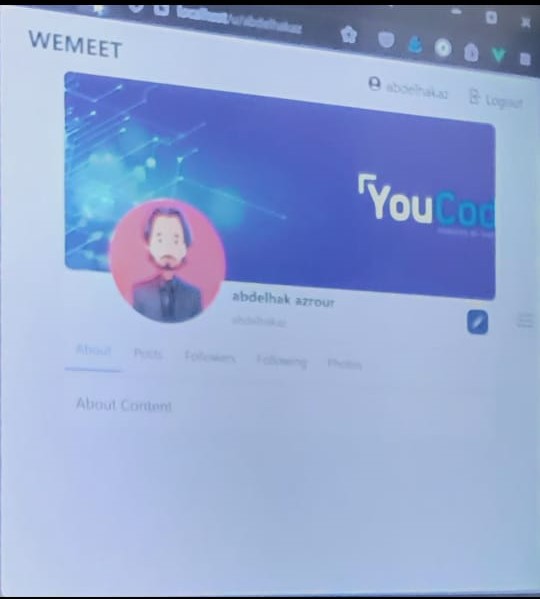 WEMEET
abdelhakaz Logout
YouCod
abdelhak azrour
abdelhakaz
About Posts Followers Following Photos
About Content